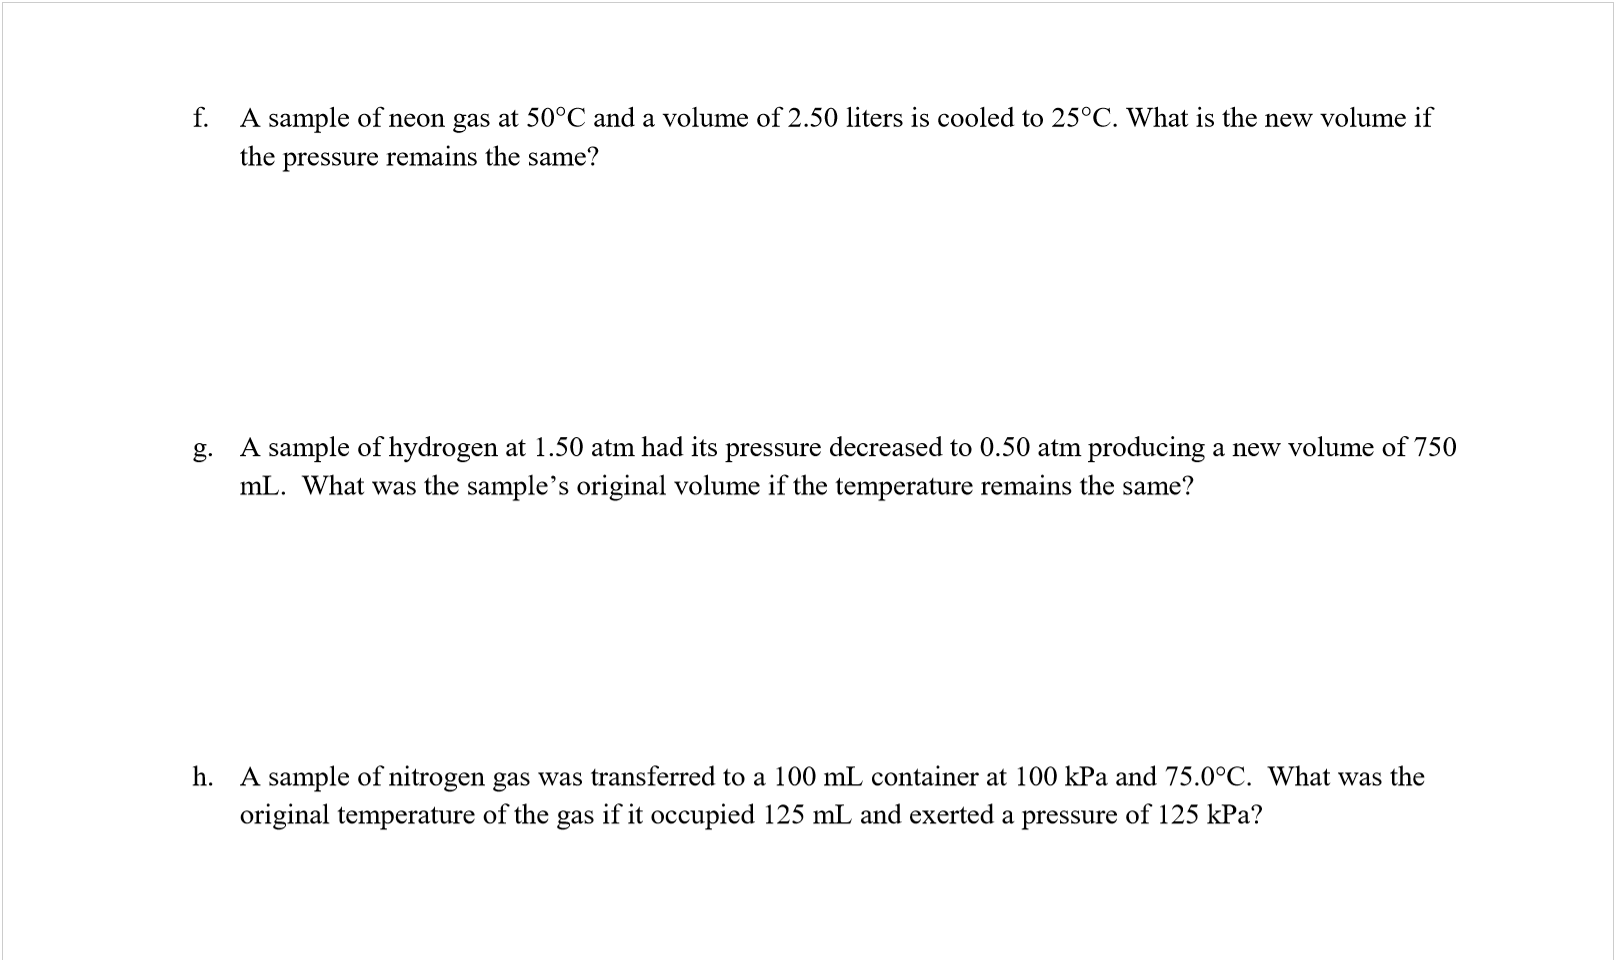 f. A sample of neon gas at 50°C and a volume of 2.50 liters is cooled to 25°C. What is the new volume if
the pressure remains the same?
g. A sample of hydrogen at 1.50 atm had its pressure decreased to 0.50 atm producing a new volume of 750
mL.  What was the sample’s original volume if the temperature remains the same?
h. A sample of nitrogen gas was transferred to a 100 mL container at 100 kPa and 75.0°C.  What was the
original temperature of the gas if it occupied 125 mL and exerted a pressure of 125 kPa?